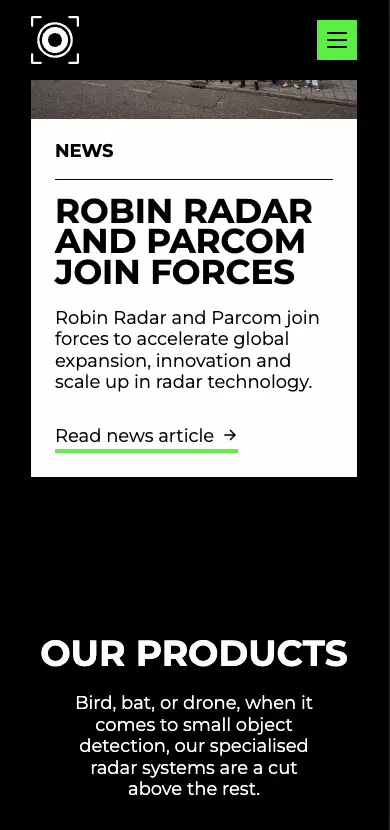 NEWS
ROBIN RADAR
AND PARCOM
JOIN FORCES
Robin Radar and Parcom join
forces to accelerate global
expansion, innovation and
scale up in radar technology.
Read news article →
OUR PRODUCTS
Bird, bat, or drone, when it
comes to small object
detection, our specialised
radar systems are a cut
above the rest.